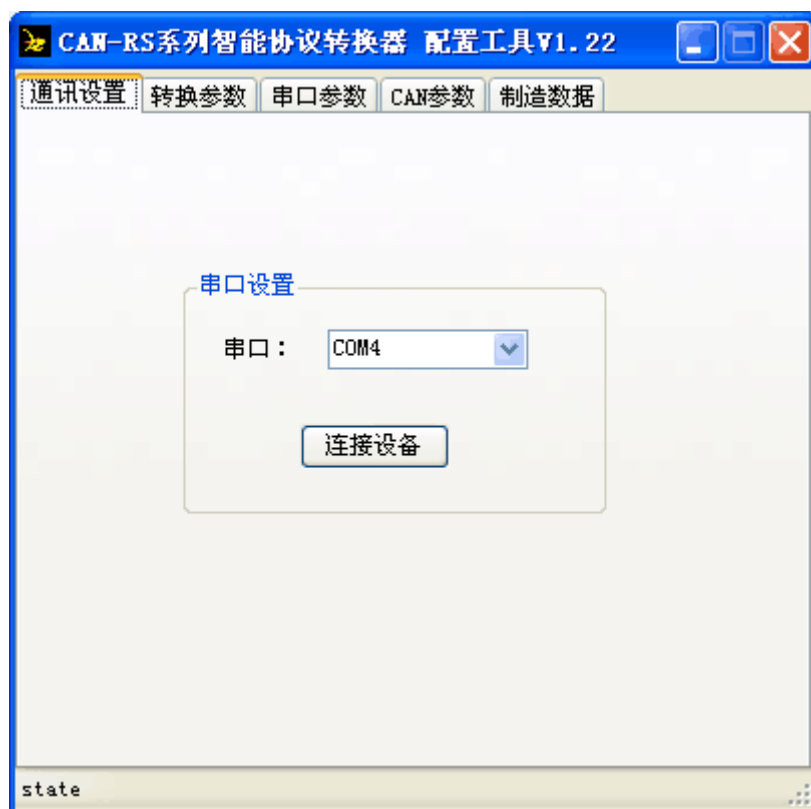 CAN-RS系列智能协议转换器 配置工具V1.22
通讯设置 转换参数 串口参数 CAN参数 制造数据
串口设置
串口： COM4
连接设备
state